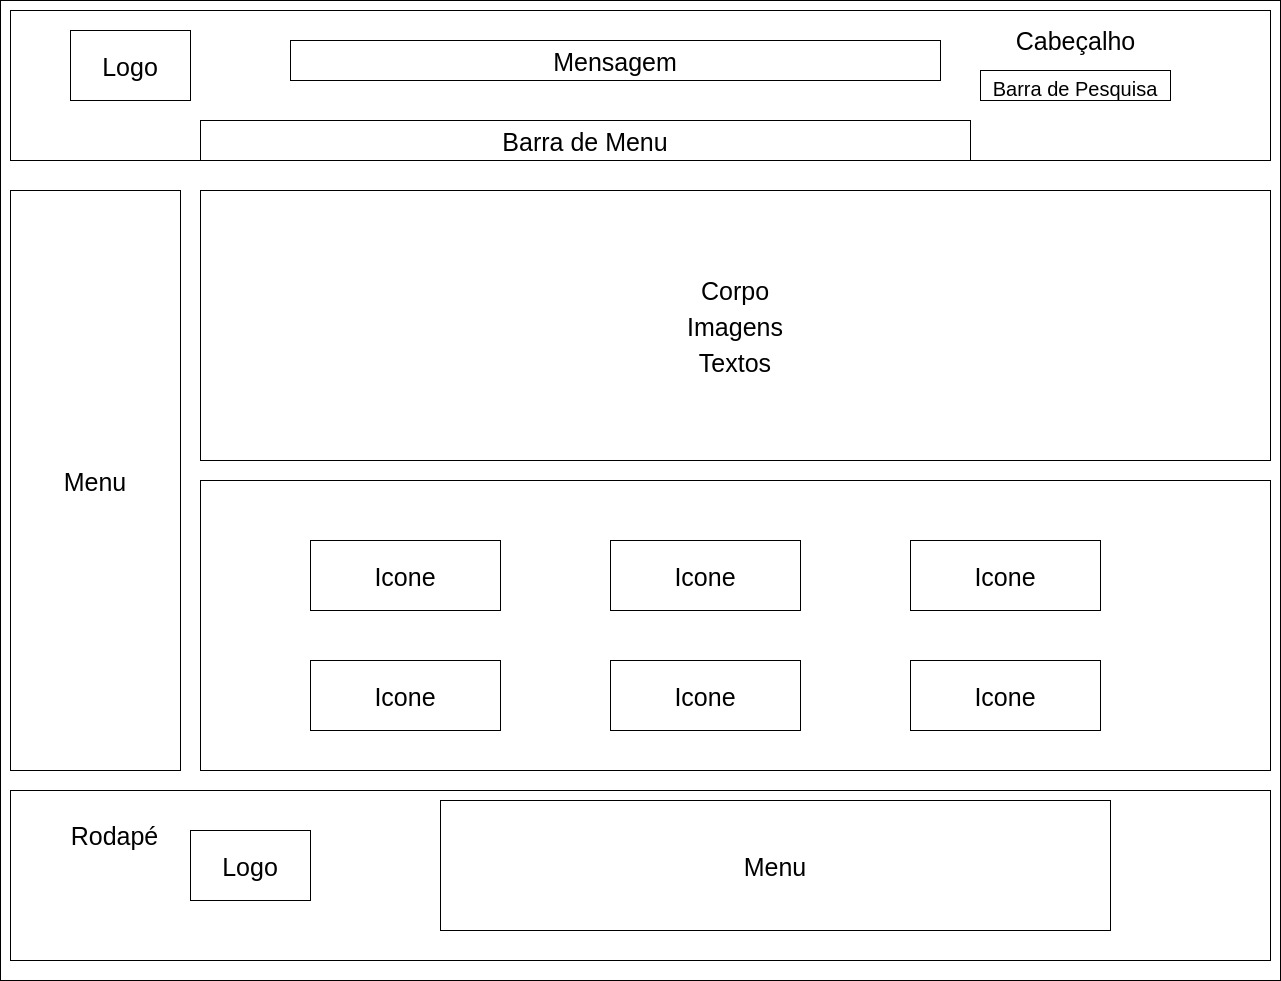 Logo
Mensagem
Cabeçalho
Barra de Pesquisa
Barra de Menu
Menu
Corpo
Imagens
Textos
Icone
Icone
Icone
Icone
Icone
Icone
Rodapé
Logo
Menu